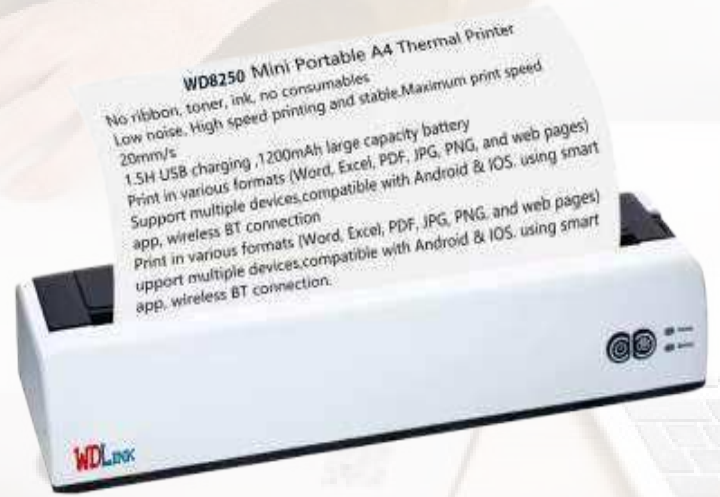 WD8250 Mini Portable A4 Thermal Printer
No ribbon, toner, ink, no consumables
Low noise. High speed printing and stable.Maximum print speed
20mm/s
1.5H USB charging ,1200mAh large capacity battery
Print in various formats (Word, Excel, PDF, JPG, PNG, and web pages)
Support multiple devices,compatible with Android & IOS. using smart
app, wireless BT connection
Print in various formats (Word, Excel, PDF, JPG, PNG, and web pages)
upport multiple devices,compatible with Android & IOS. using smart
app, wireless BT connection.
WDLINK